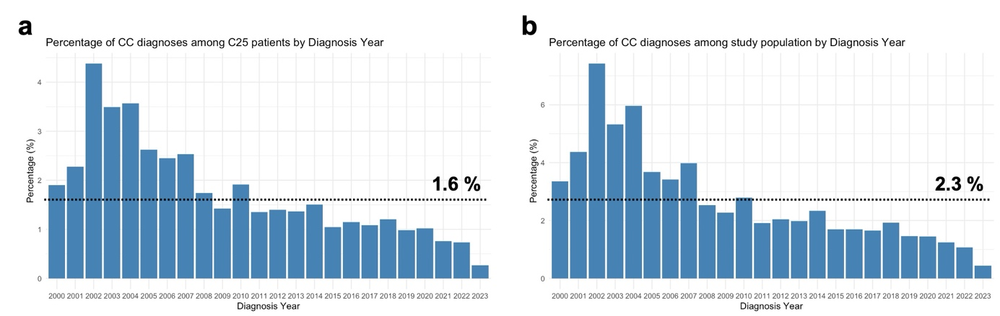 a
Percentage of CC diagnoses among C25 patients by Diagnosis Year
Percentage (%)
4
3
2
1
0
1.6 %
2000 2001 2002 2003 2004 2005 2006 2007 2008 2009 2010 2011 2012 2013 2014 2015 2016 2017 2018 2019 2020 2021 2022 2023
Diagnosis Year
b
Percentage of CC diagnoses among study population by Diagnosis Year
Percentage (%)
6
4
2
0
2.3 %
2000 2001 2002 2003 2004 2005 2006 2007 2008 2009 2010 2011 2012 2013 2014 2015 2016 2017 2018 2019 2020 2021 2022 2023
Diagnosis Year